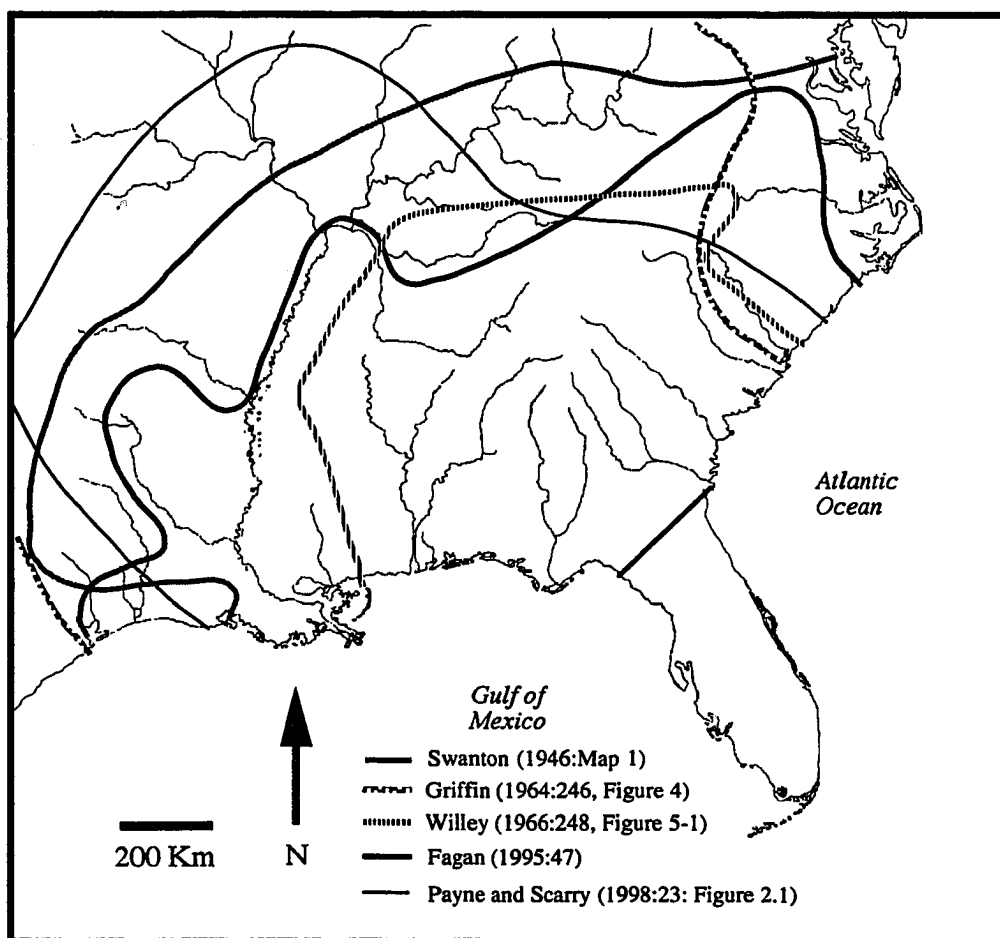 Atlantic
Ocean
Gulf of
Mexico
Swanton (1946:Map 1)
Griffin (1964:246, Figure 4)
Willey (1966:248, Figure 5-1)
Fagan (1995:47)
Payne and Scarry (1998:23: Figure 2.1)
200 Km
N